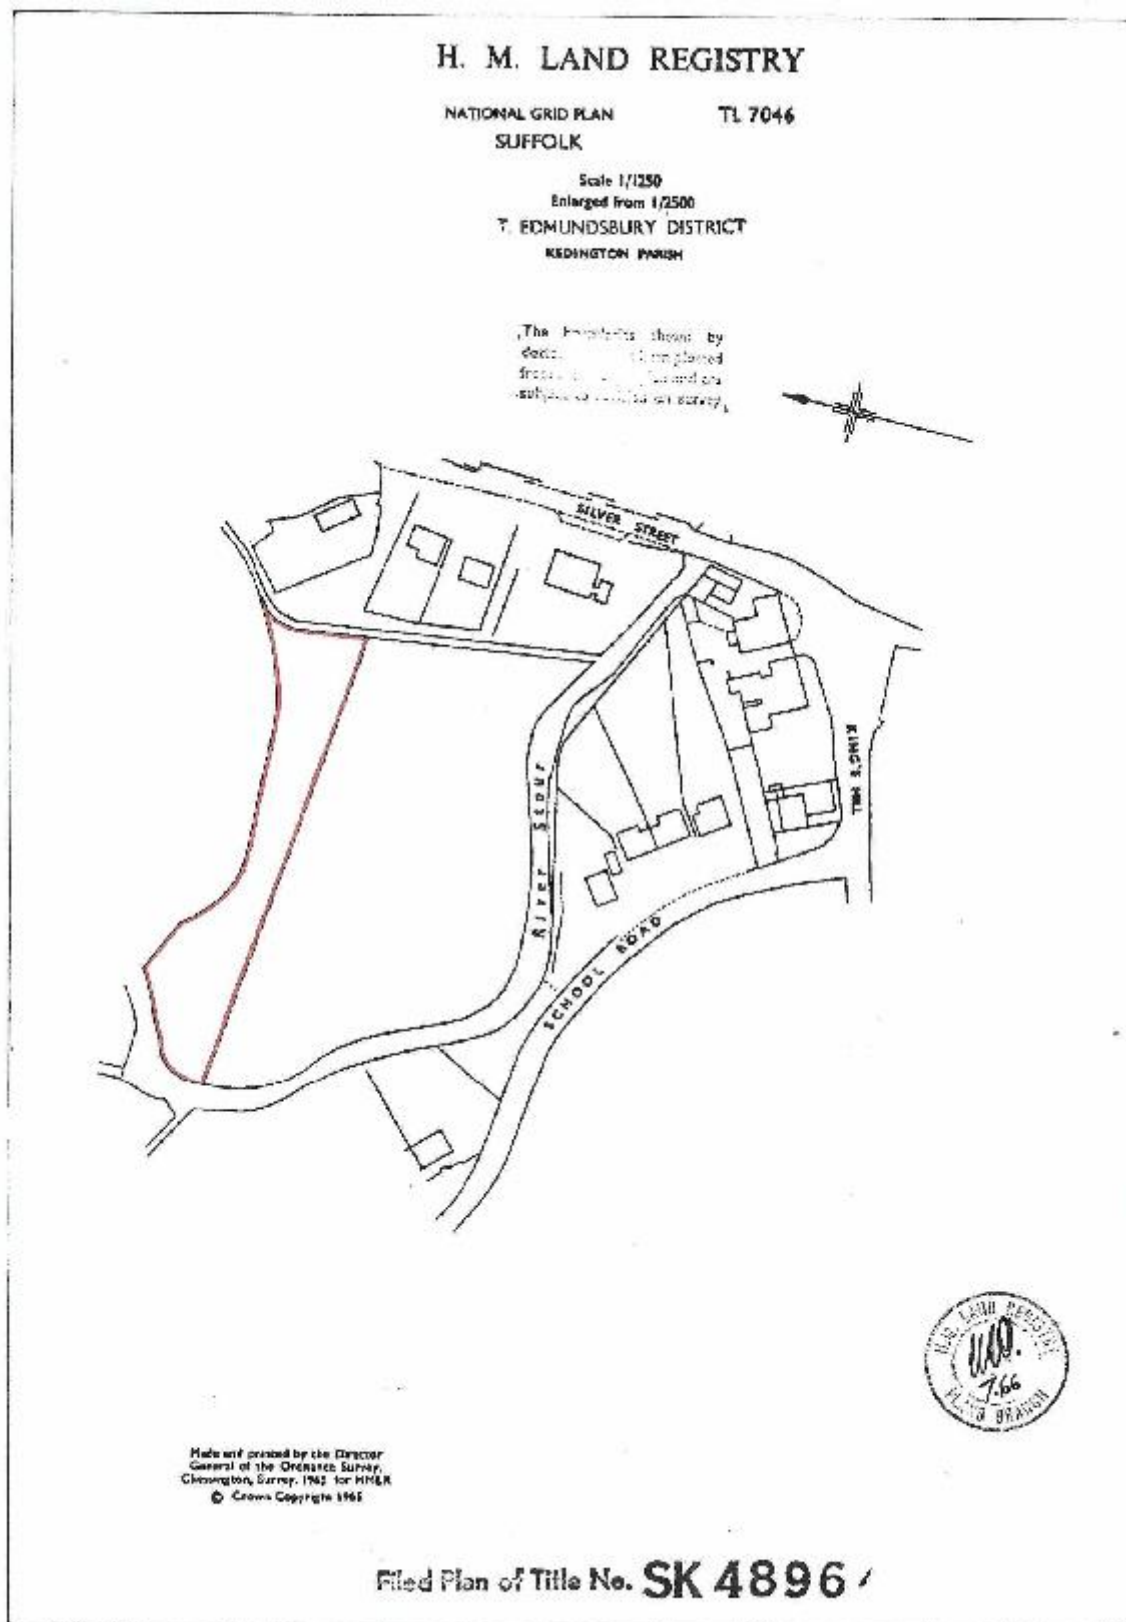 H. M. LAND REGISTRY
NATIONAL GRID PLAN TL 7046
SUFFOLK
Scale 1/1250
Enlarged from 1/2500
T. EDMUNDSBURY DISTRICT
KEDINGTON PARISH
The shown by
subject to on survey
SILVER STREET
KING'S HILL
River Stour
SCHOOL ROAD
H.M. LAND REGISTRY
7.66
PLANS BRANCH
Made and printed by the Director
General of the Ordnance Survey,
Chessington, Surrey, 1965 for HMLR
© Crown Copyright 1965
Filed Plan of Title No. SK 4896